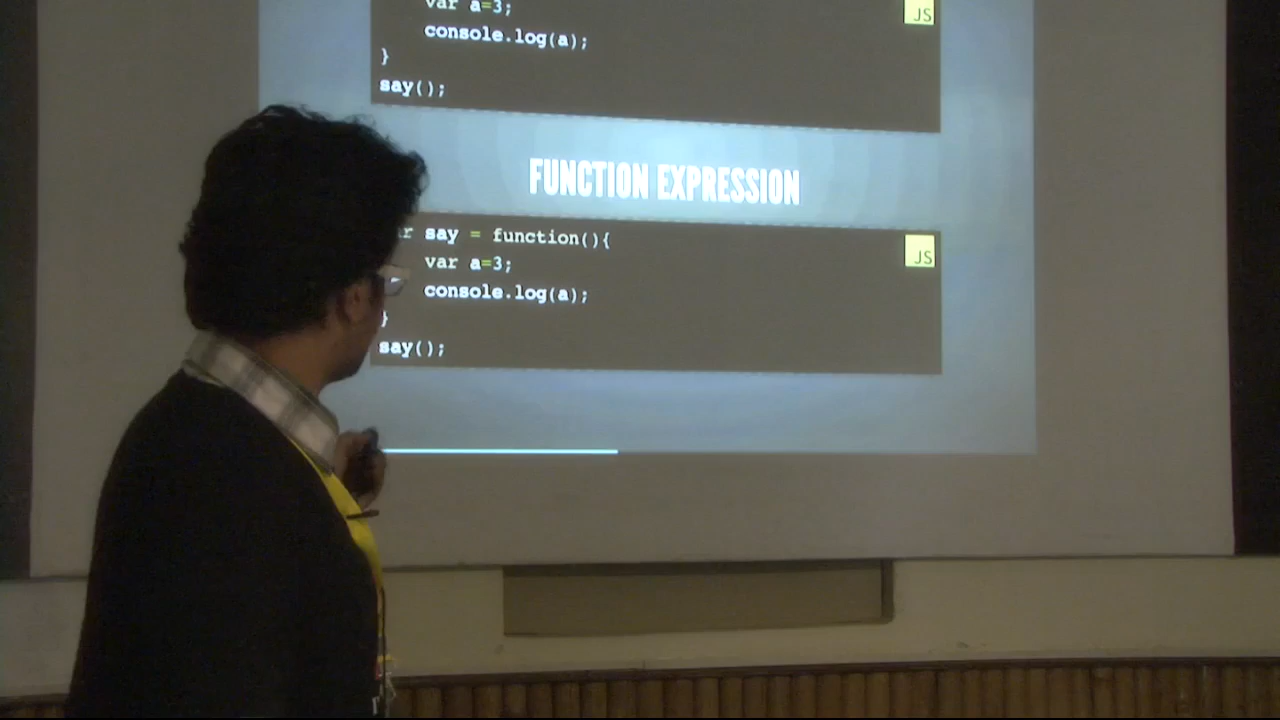 var a=3;
console.log(a);
}
say();
JS
FUNCTION EXPRESSION
r say = function(){
var a=3;
console.log(a);
}
say();
JS